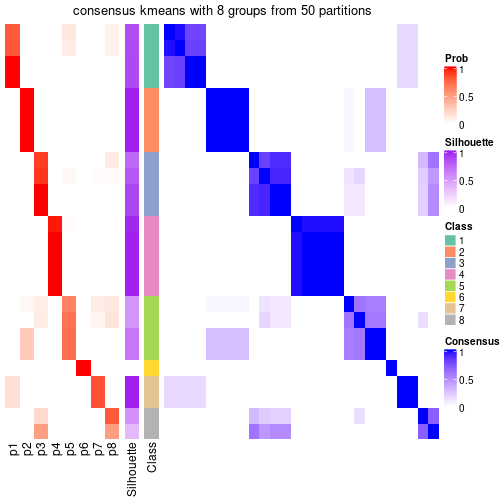 consensus kmeans with 8 groups from 50 partitions
Prob
1
0.5
0
Silhouette
1
0.5
0
Class
1
2
3
4
5
6
7
8
Consensus
1
0.5
0
p1
p2
p3
p4
p5
p6
p7
p8
Silhouette
Class